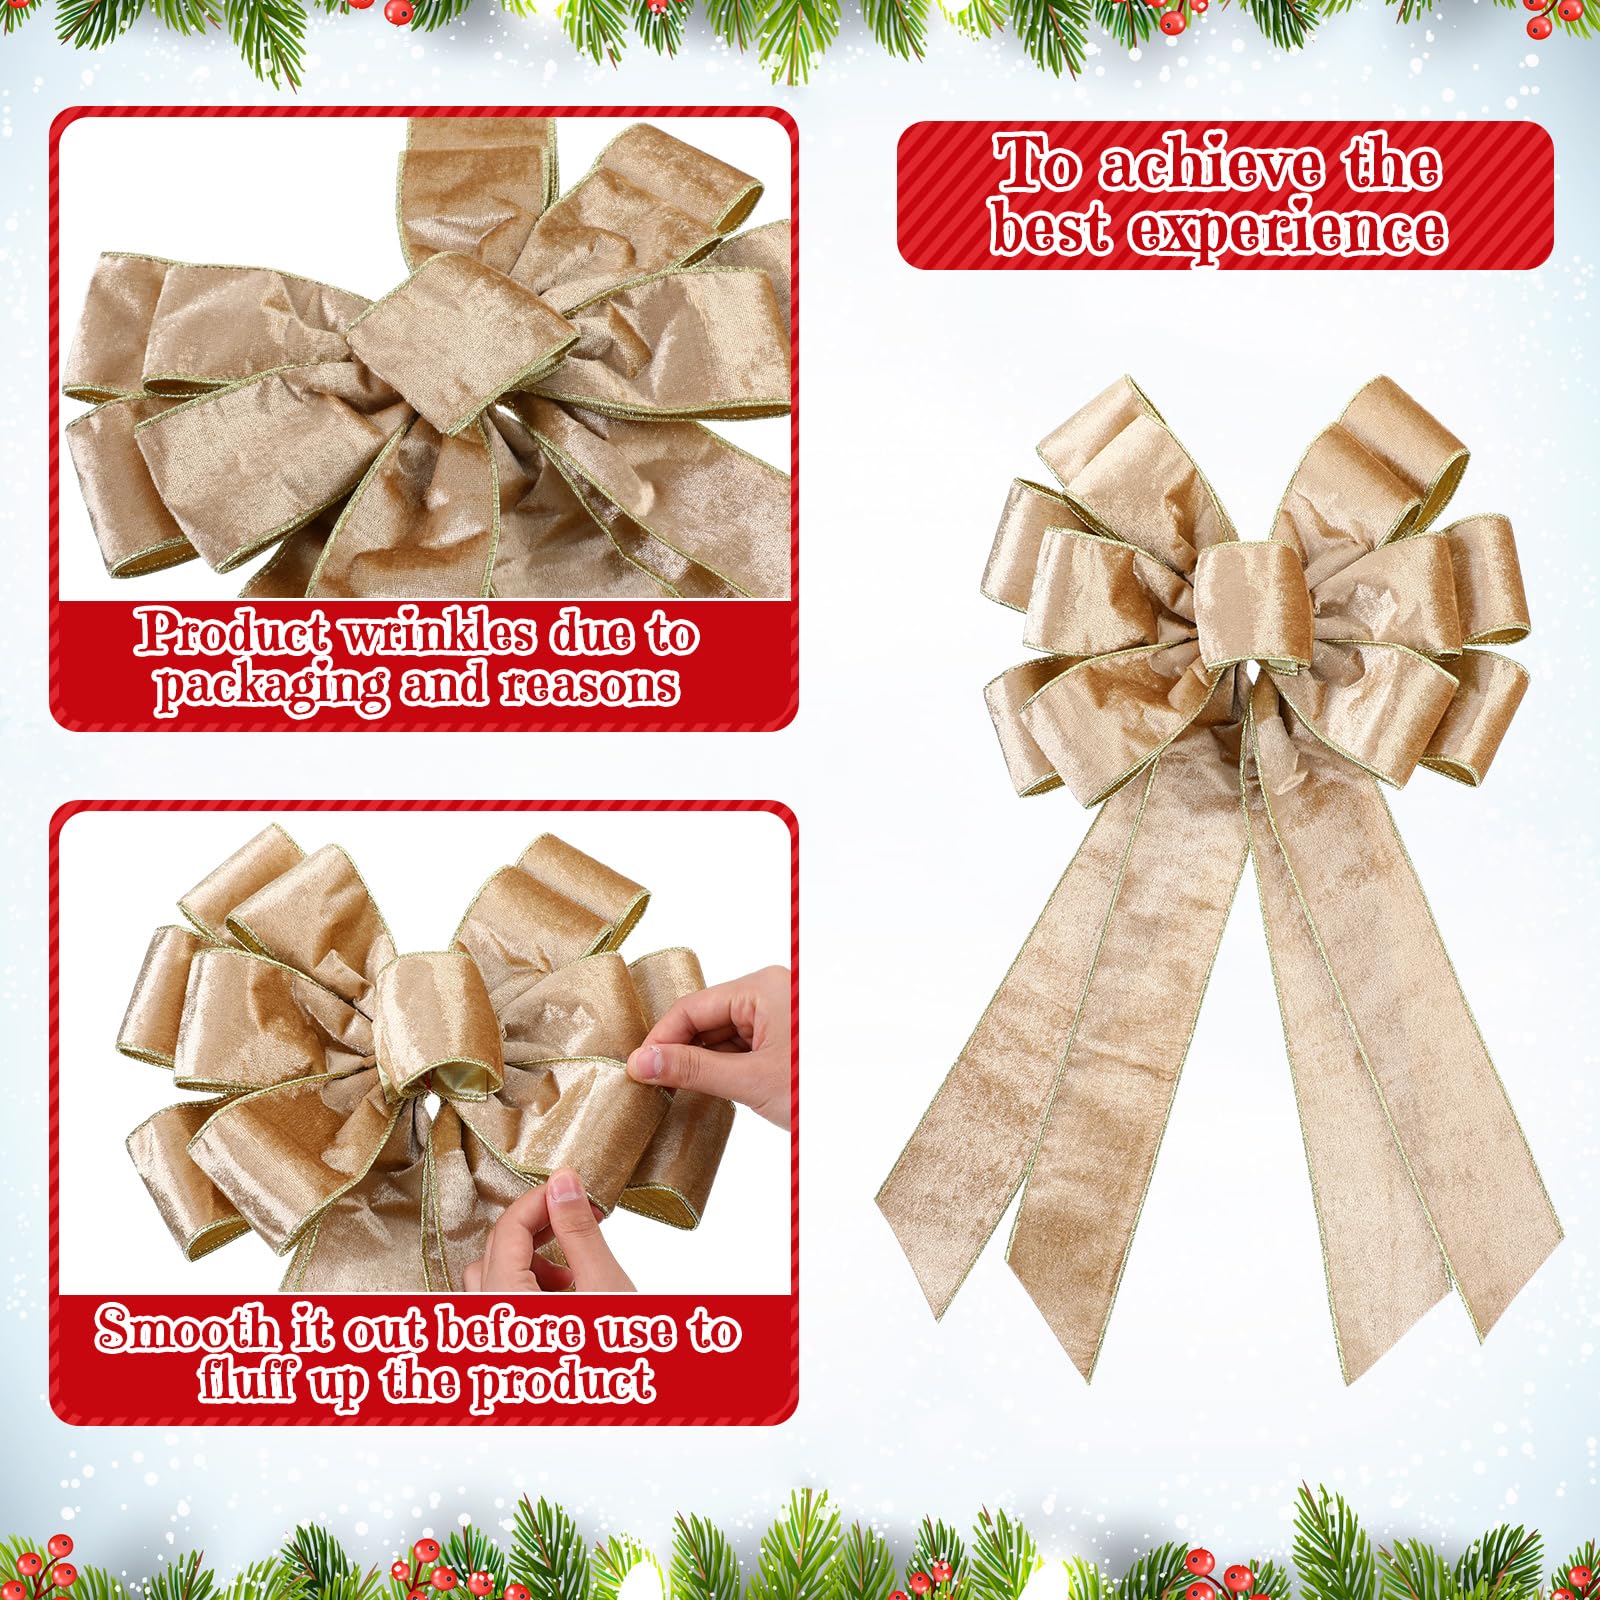 To achieve the
best experience
Product wrinkles due to
packaging and reasons
Smooth it out before use to
fluff up the product